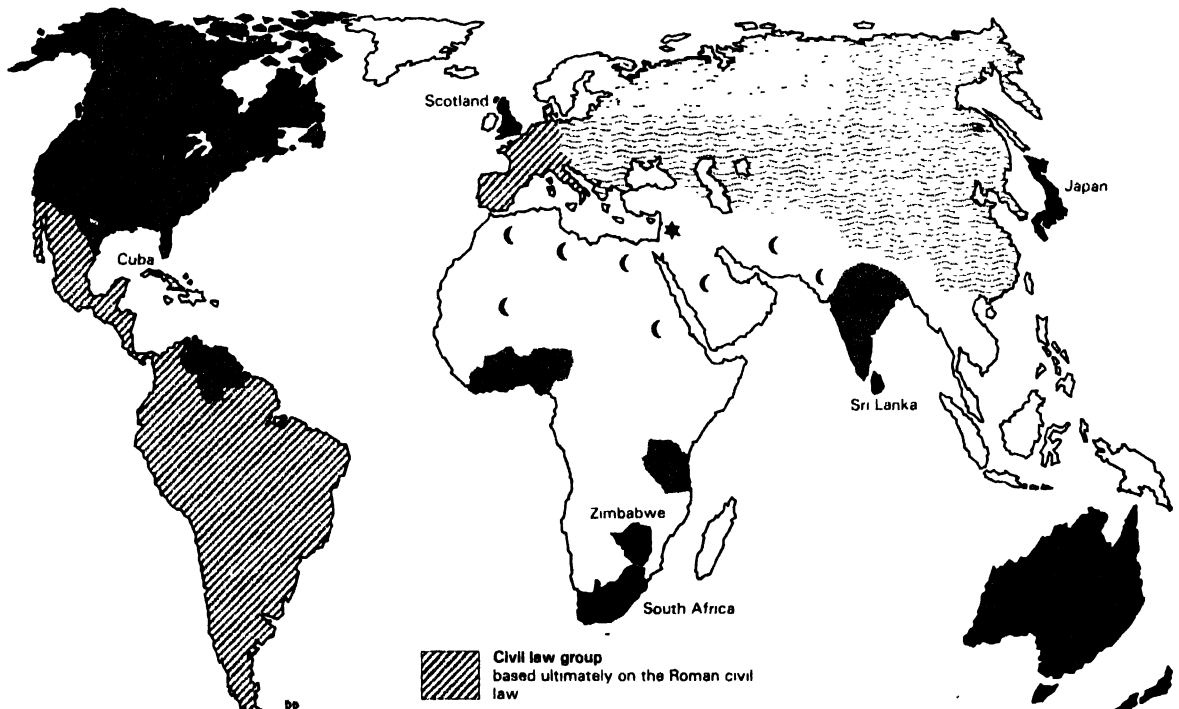 Scotland
Japan
Cuba
Sri Lanka
Zimbabwe
South Africa
Civil law group
based ultimately on the Roman civil
law